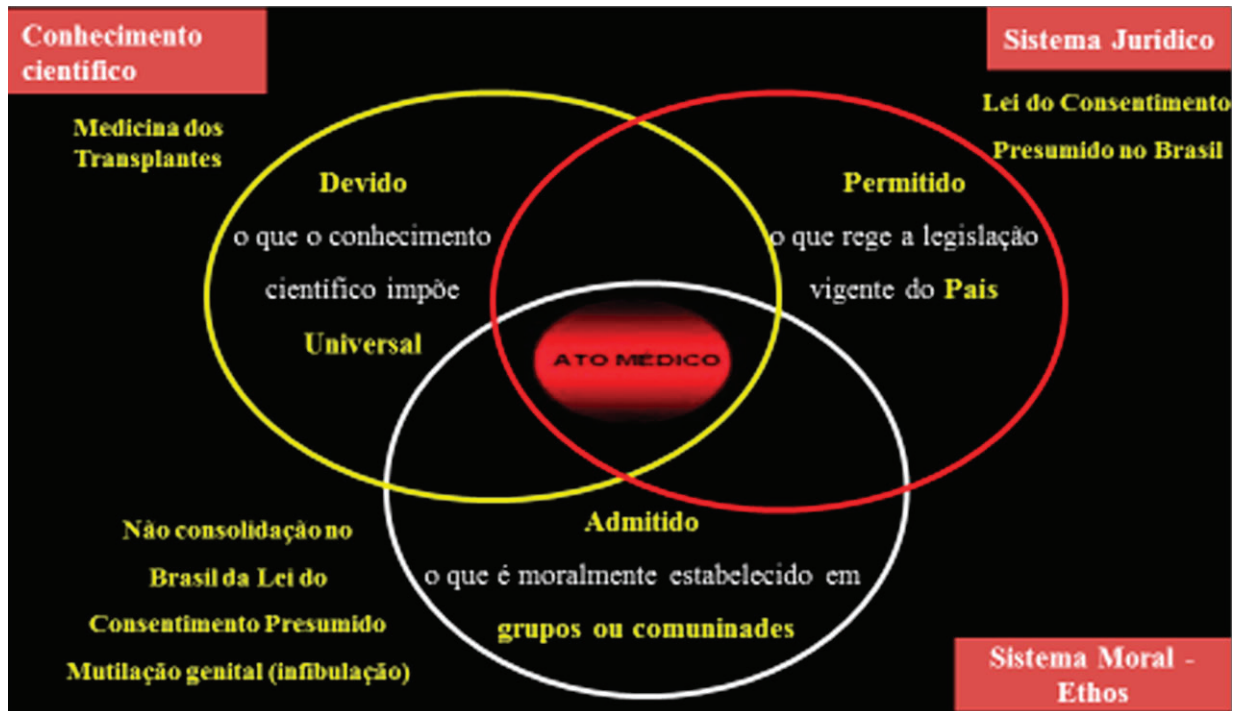 Conhecimento
científico
Medicina dos
Transplantes
Sistema Jurídico
Lei do Consentimento
Presumido no Brasil
Devido
o que o conhecimento
científico impõe
Universal
Permitido
o que rege a legislação
vigente do País
ATO MÉDICO
Admitido
o que é moralmente estabelecido em
grupos ou comuninades
Não consolidação no
Brasil da Lei do
Consentimento Presumido
Mutilação genital (infibulação)
Sistema Moral -
Ethos